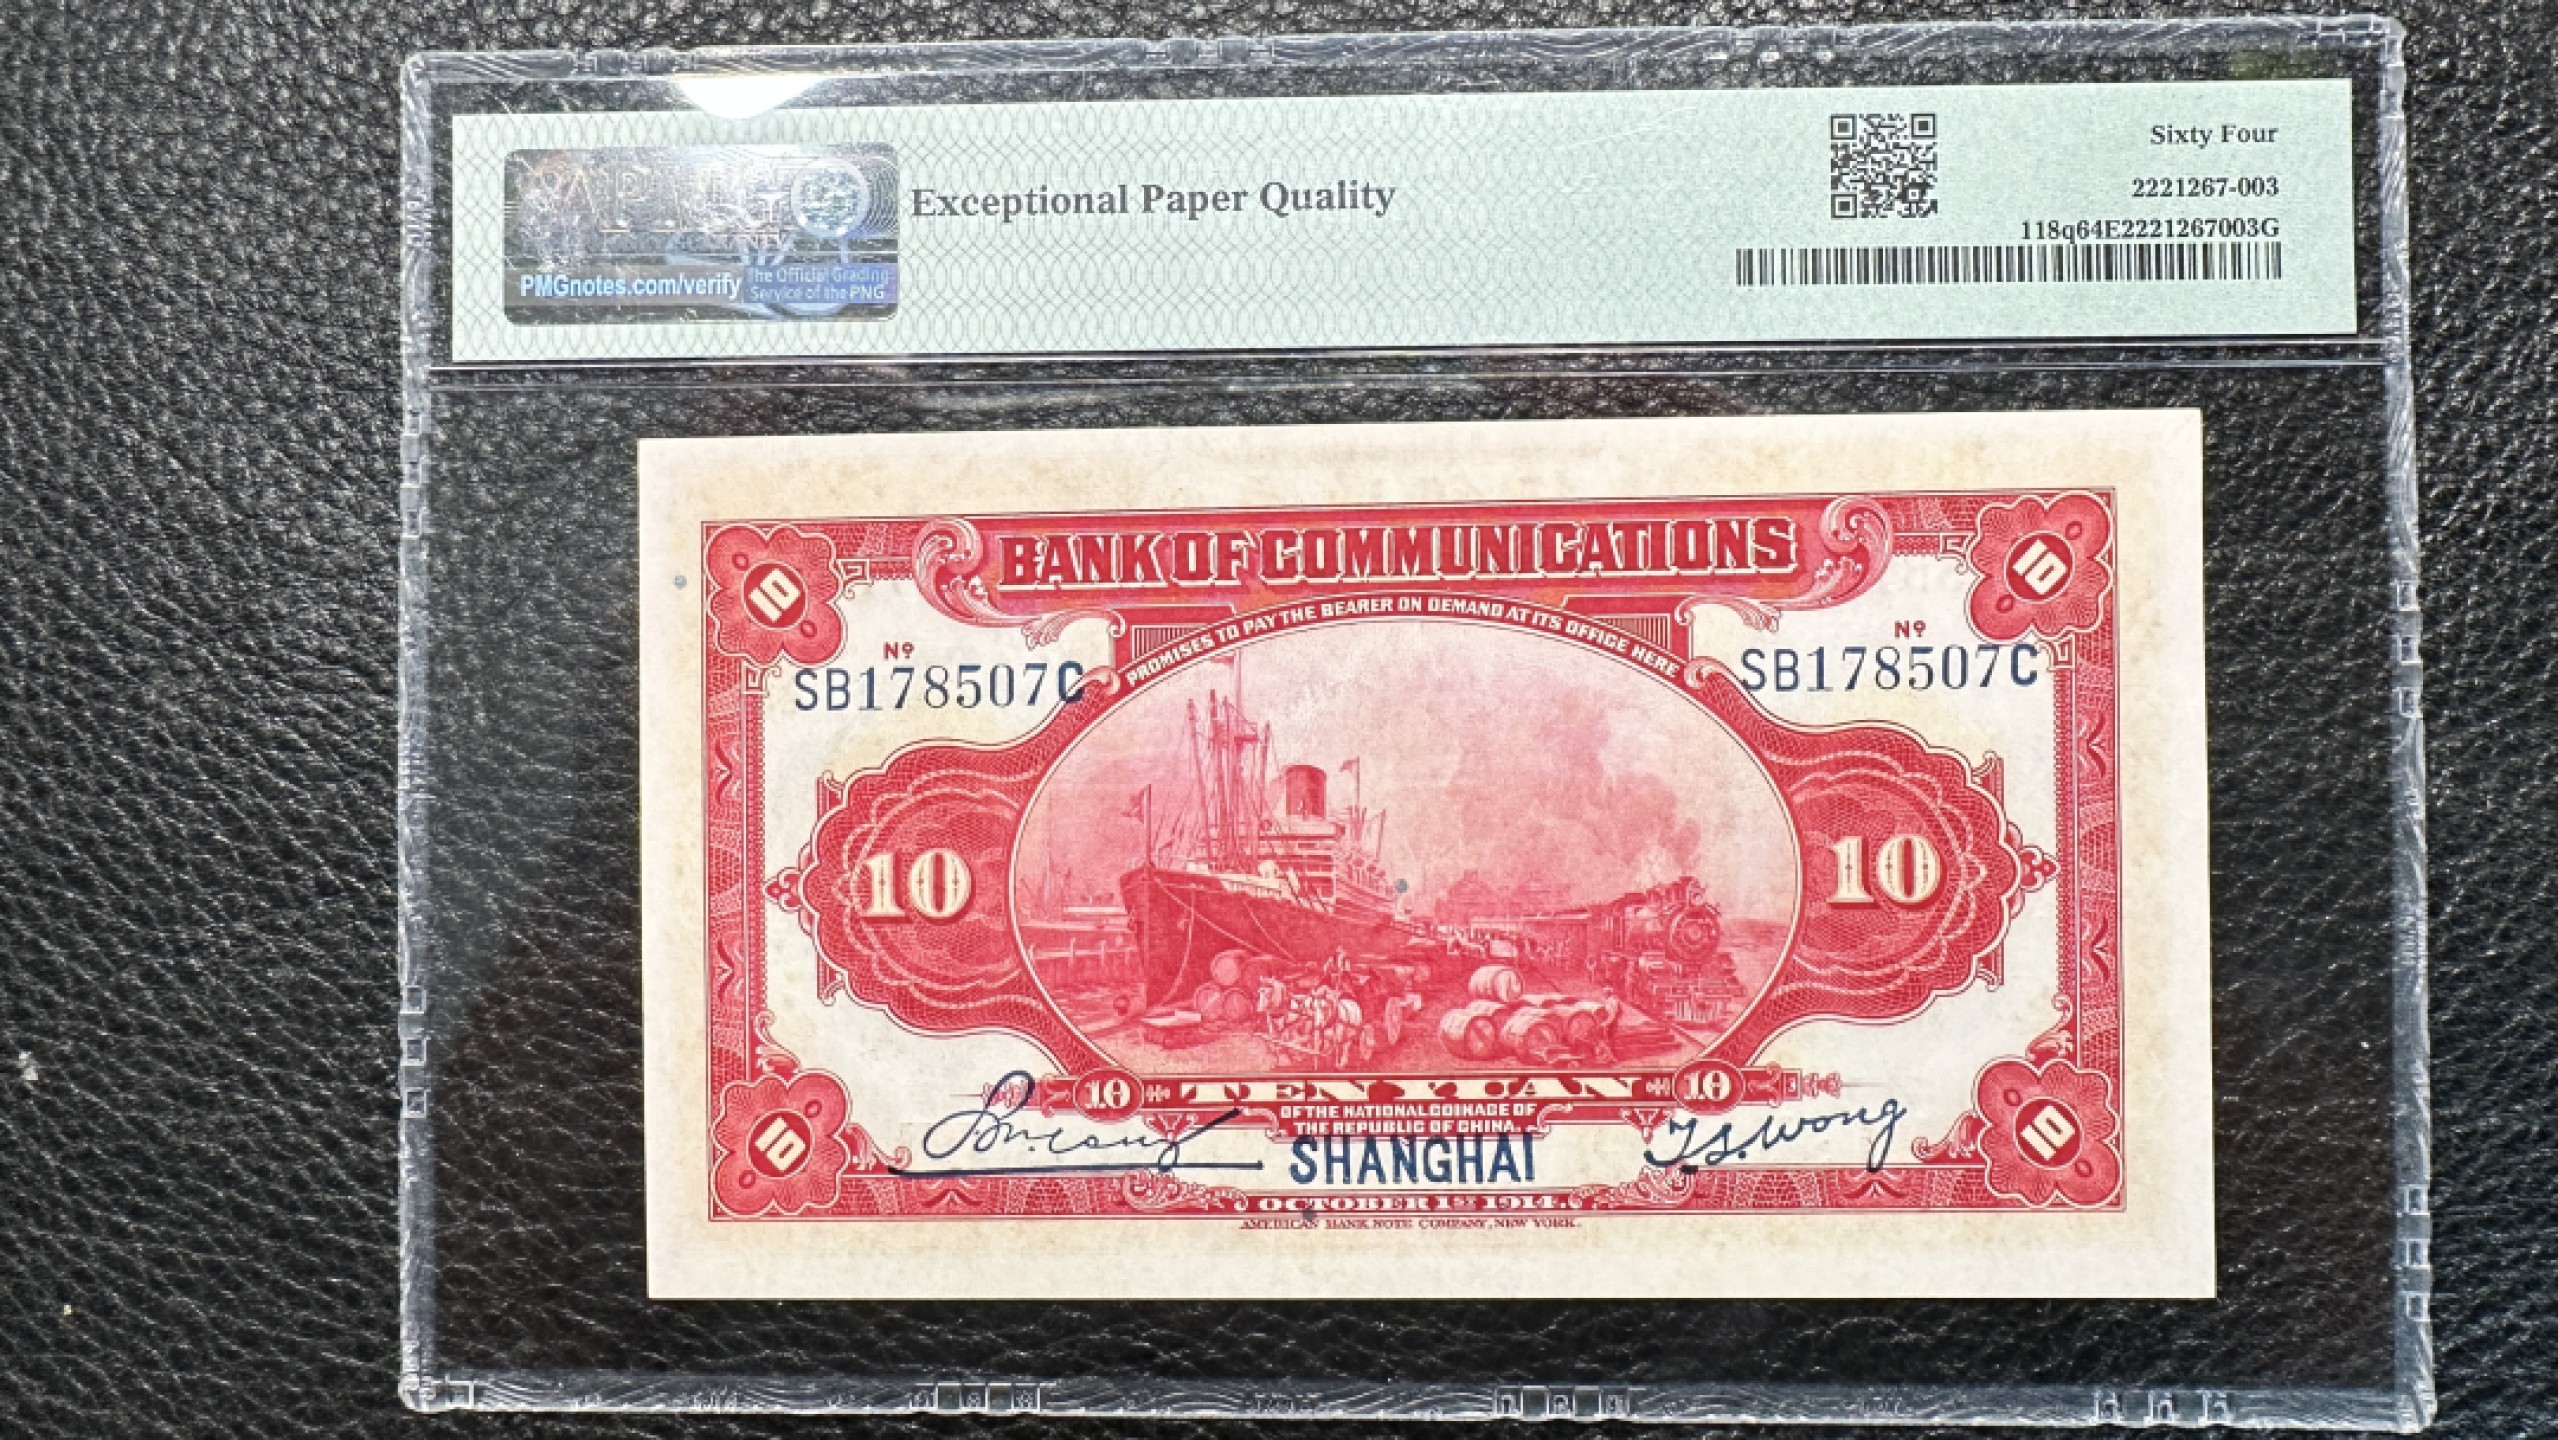 Sixty Four
Exceptional Paper Quality
2221267-003
118q64E2221267003G
PMGnotes.com/verify
The Official Grading
Service of the PNG
BANK OF COMMUNICATIONS
10
10
PROMISES TO PAY THE BEARER ON DEMAND AT ITS OFFICE HERE
Nº
Nº
SB178507C
SB178507C
10
10
10 TEN YUAN 10
OF THE NATIONAL COINAGE OF
THE REPUBLIC OF CHINA.
SHANGHAI
T.S.Wong
10
10
OCTOBER 1ST 1914.
AMERICAN BANK NOTE COMPANY, NEW YORK.